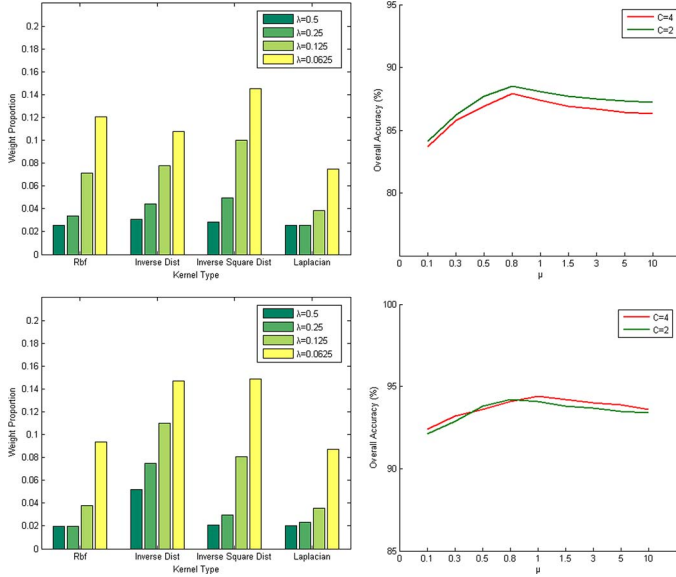 0.2
0.18
0.16
0.14
0.12
0.1
0.08
0.06
0.04
0.02
0
Weight Proportion
λ=0.5
λ=0.25
λ=0.125
λ=0.0625
Rbf Inverse Dist Inverse Square Dist Laplacian
Kernel Type
95
90
85
80
Overall Accuracy (%)
C=4
C=2
0 0.1 0.3 0.5 0.8 1 1.5 3 5 10
μ
0.2
0.18
0.16
0.14
0.12
0.1
0.08
0.06
0.04
0.02
0
Weight Proportion
λ=0.5
λ=0.25
λ=0.125
λ=0.0625
Rbf Inverse Dist Inverse Square Dist Laplacian
Kernel Type
100
95
90
85
Overall Accuracy (%)
C=4
C=2
0 0.1 0.3 0.5 0.8 1 1.5 3 5 10
μ